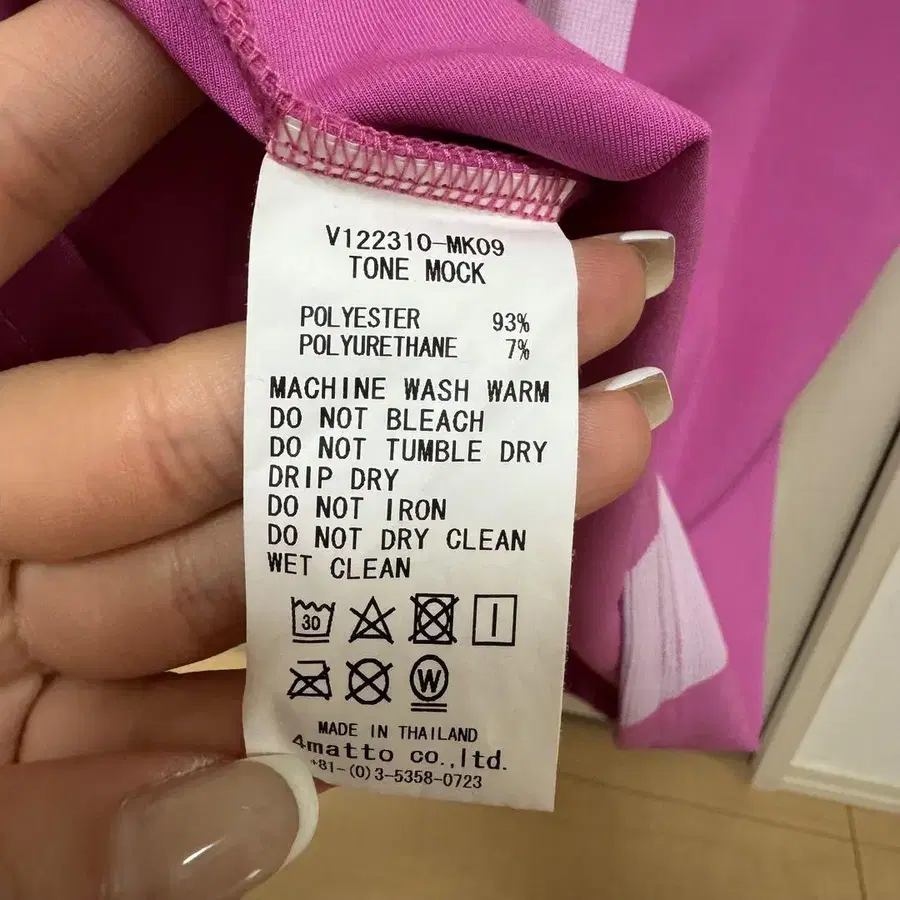 V122310-MK09
TONE MOCK
POLYESTER 93%
POLYURETHANE 7%
MACHINE WASH WARM
DO NOT BLEACH
DO NOT TUMBLE DRY
DRIP DRY
DO NOT IRON
DO NOT DRY CLEAN
WET CLEAN
30
W
MADE IN THAILAND
4matto co.,ltd.
+81-(0)3-5358-0723